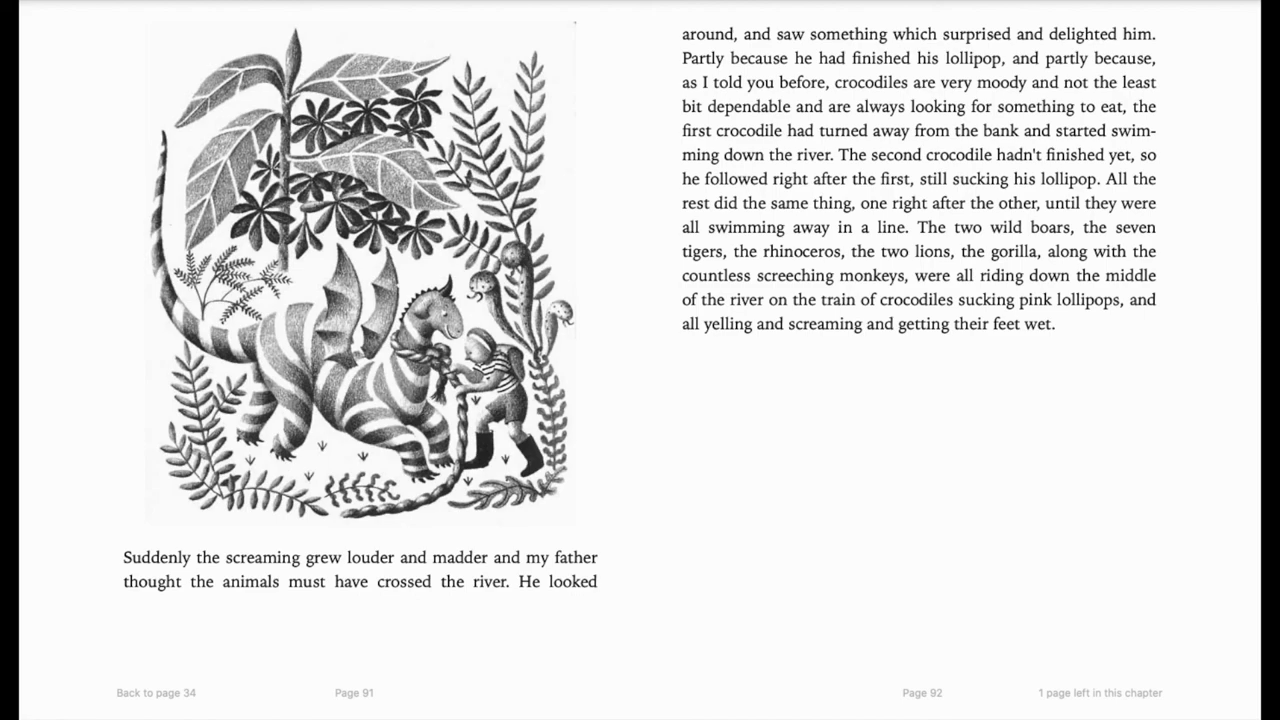 Suddenly the screaming grew louder and madder and my father
thought the animals must have crossed the river. He looked
around, and saw something which surprised and delighted him.
Partly because he had finished his lollipop, and partly because,
as I told you before, crocodiles are very moody and not the least
bit dependable and are always looking for something to eat, the
first crocodile had turned away from the bank and started swim-
ming down the river. The second crocodile hadn't finished yet, so
he followed right after the first, still sucking his lollipop. All the
rest did the same thing, one right after the other, until they were
all swimming away in a line. The two wild boars, the seven
tigers, the rhinoceros, the two lions, the gorilla, along with the
countless screeching monkeys, were all riding down the middle
of the river on the train of crocodiles sucking pink lollipops, and
all yelling and screaming and getting their feet wet.
Back to page 34
Page 91
Page 92
1 page left in this chapter